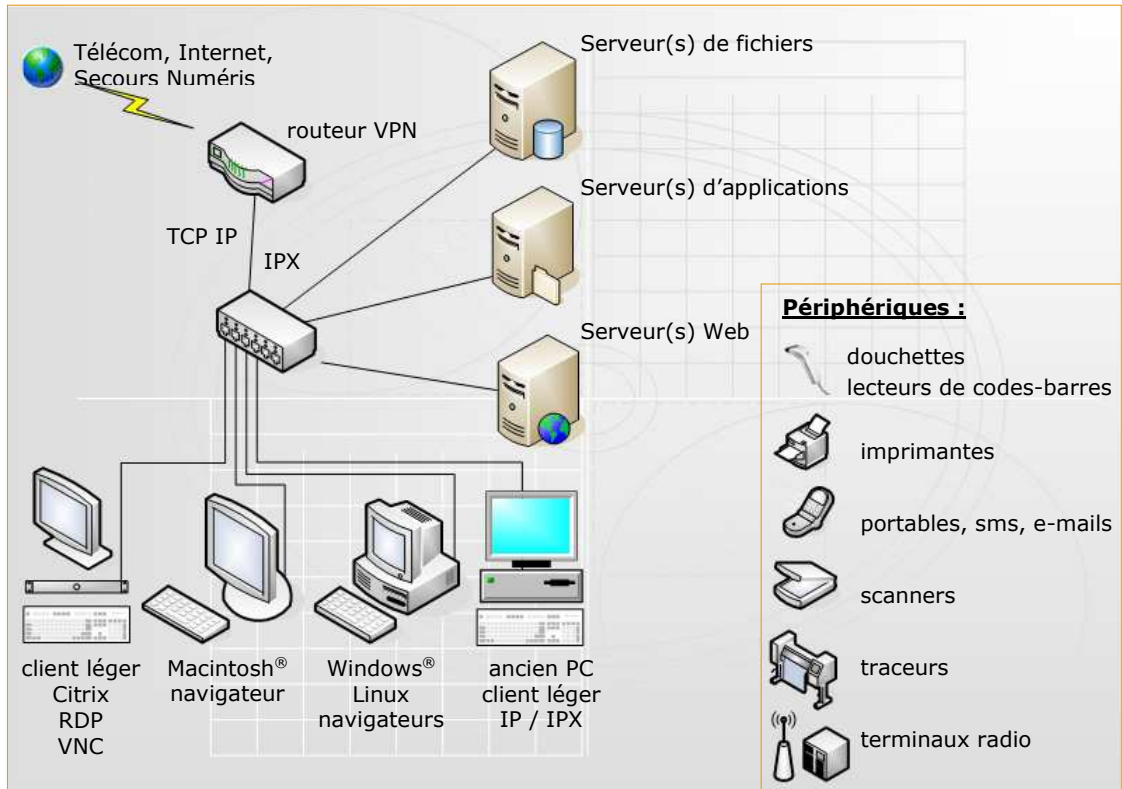 Télécom, Internet,
Secours Numéris
routeur VPN
TCP IP
IPX
Serveur(s) de fichiers
Serveur(s) d’applications
Serveur(s) Web
client léger
Citrix
RDP
VNC
Macintosh®
navigateur
Windows®
Linux
navigateurs
ancien PC
client léger
IP / IPX
Périphériques :
douchettes
lecteurs de codes-barres
imprimantes
portables, sms, e-mails
scanners
traceurs
terminaux radio